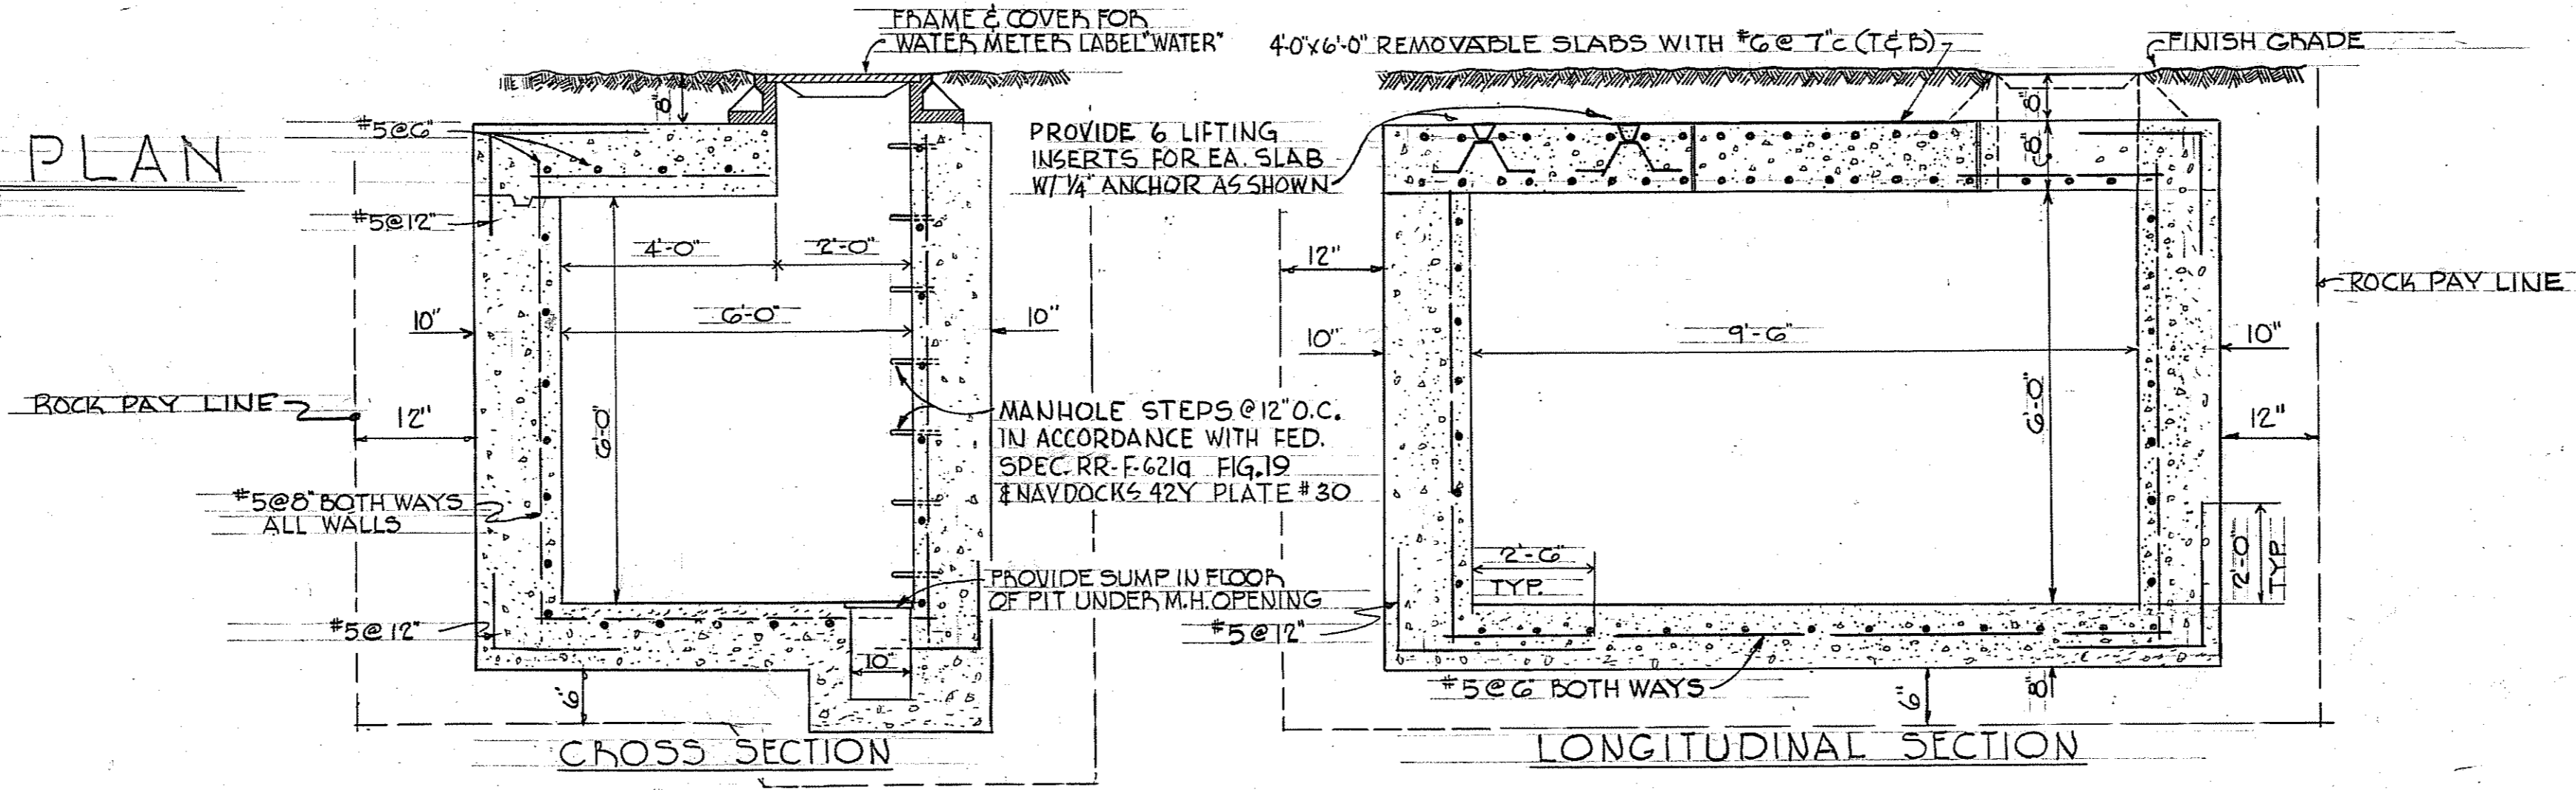 PLAN
FRAME & COVER FOR
WATER METER LABEL "WATER"
8"
#5@6"
#5@12"
4'-0"
2'-0"
6'-0"
10"
10"
6'-0"
ROCK PAY LINE
12"
#5@8" BOTH WAYS
ALL WALLS
#5@12"
10"
6"
CROSS SECTION
PROVIDE 6 LIFTING
INSERTS FOR EA. SLAB
W/ 1/4" ANCHOR AS SHOWN
MANHOLE STEPS @ 12" O.C.
IN ACCORDANCE WITH FED.
SPEC. RR-F-621a FIG.19
& NAVDOCKS 42Y PLATE #30
PROVIDE SUMP IN FLOOR
OF PIT UNDER M.H. OPENING
4'-0"x6'-0" REMOVABLE SLABS WITH #6@7"c (T&B)
FINISH GRADE
8"
8"
12"
10"
9'-6"
10"
6'-0"
12"
ROCK PAY LINE
2'-6"
TYP.
2'-0"
TYP.
#5@12"
#5@6" BOTH WAYS
6"
8"
LONGITUDINAL SECTION